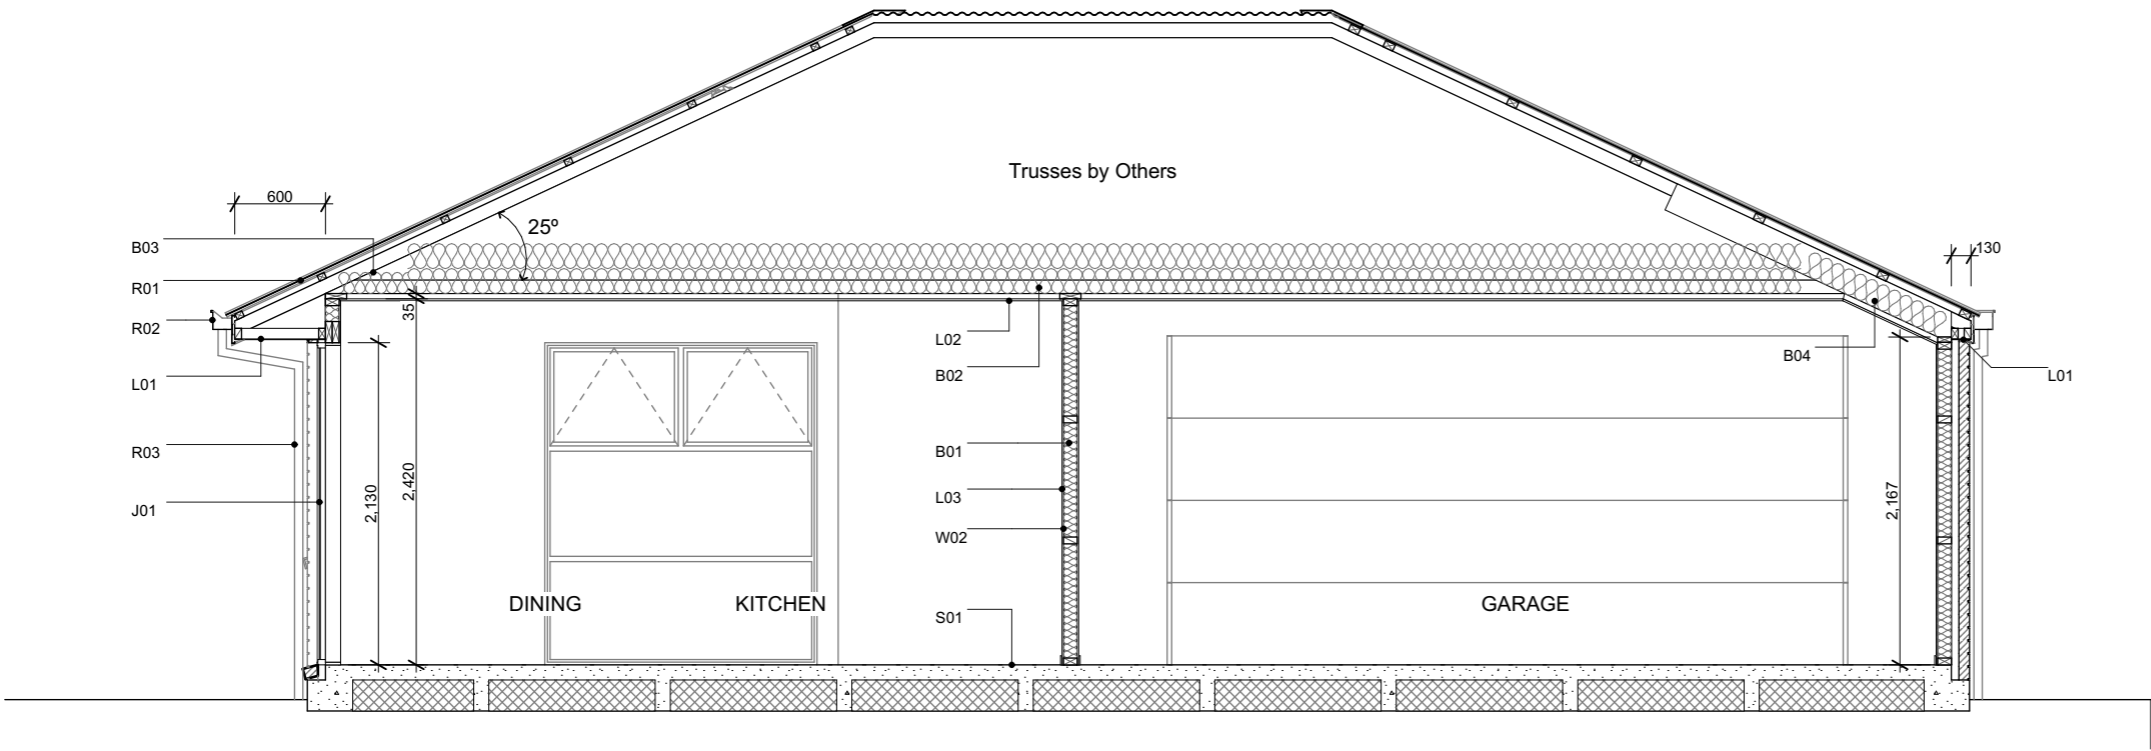 Trusses by Others
600
25º
B03
R01
R02
L01
R03
J01
35
2,420
2,130
L02
B02
B01
L03
W02
S01
130
B04
L01
2,167
DINING
KITCHEN
GARAGE